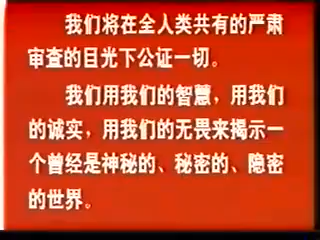 我们将在全人类共有的严肃
审查的目光下公证一切。
我们用我们的智慧，用我们
的诚实，用我们的无畏来揭示一
个曾经是神秘的、秘密的、隐密
的世界。